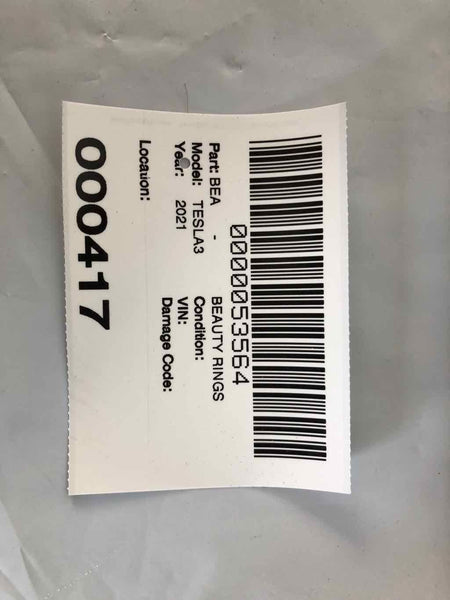 0000053564
Part: BEA - BEAUTY RINGS
Model: TESLA3 Condition:
Year: 2021 VIN:
Damage Code:
Location:
000417